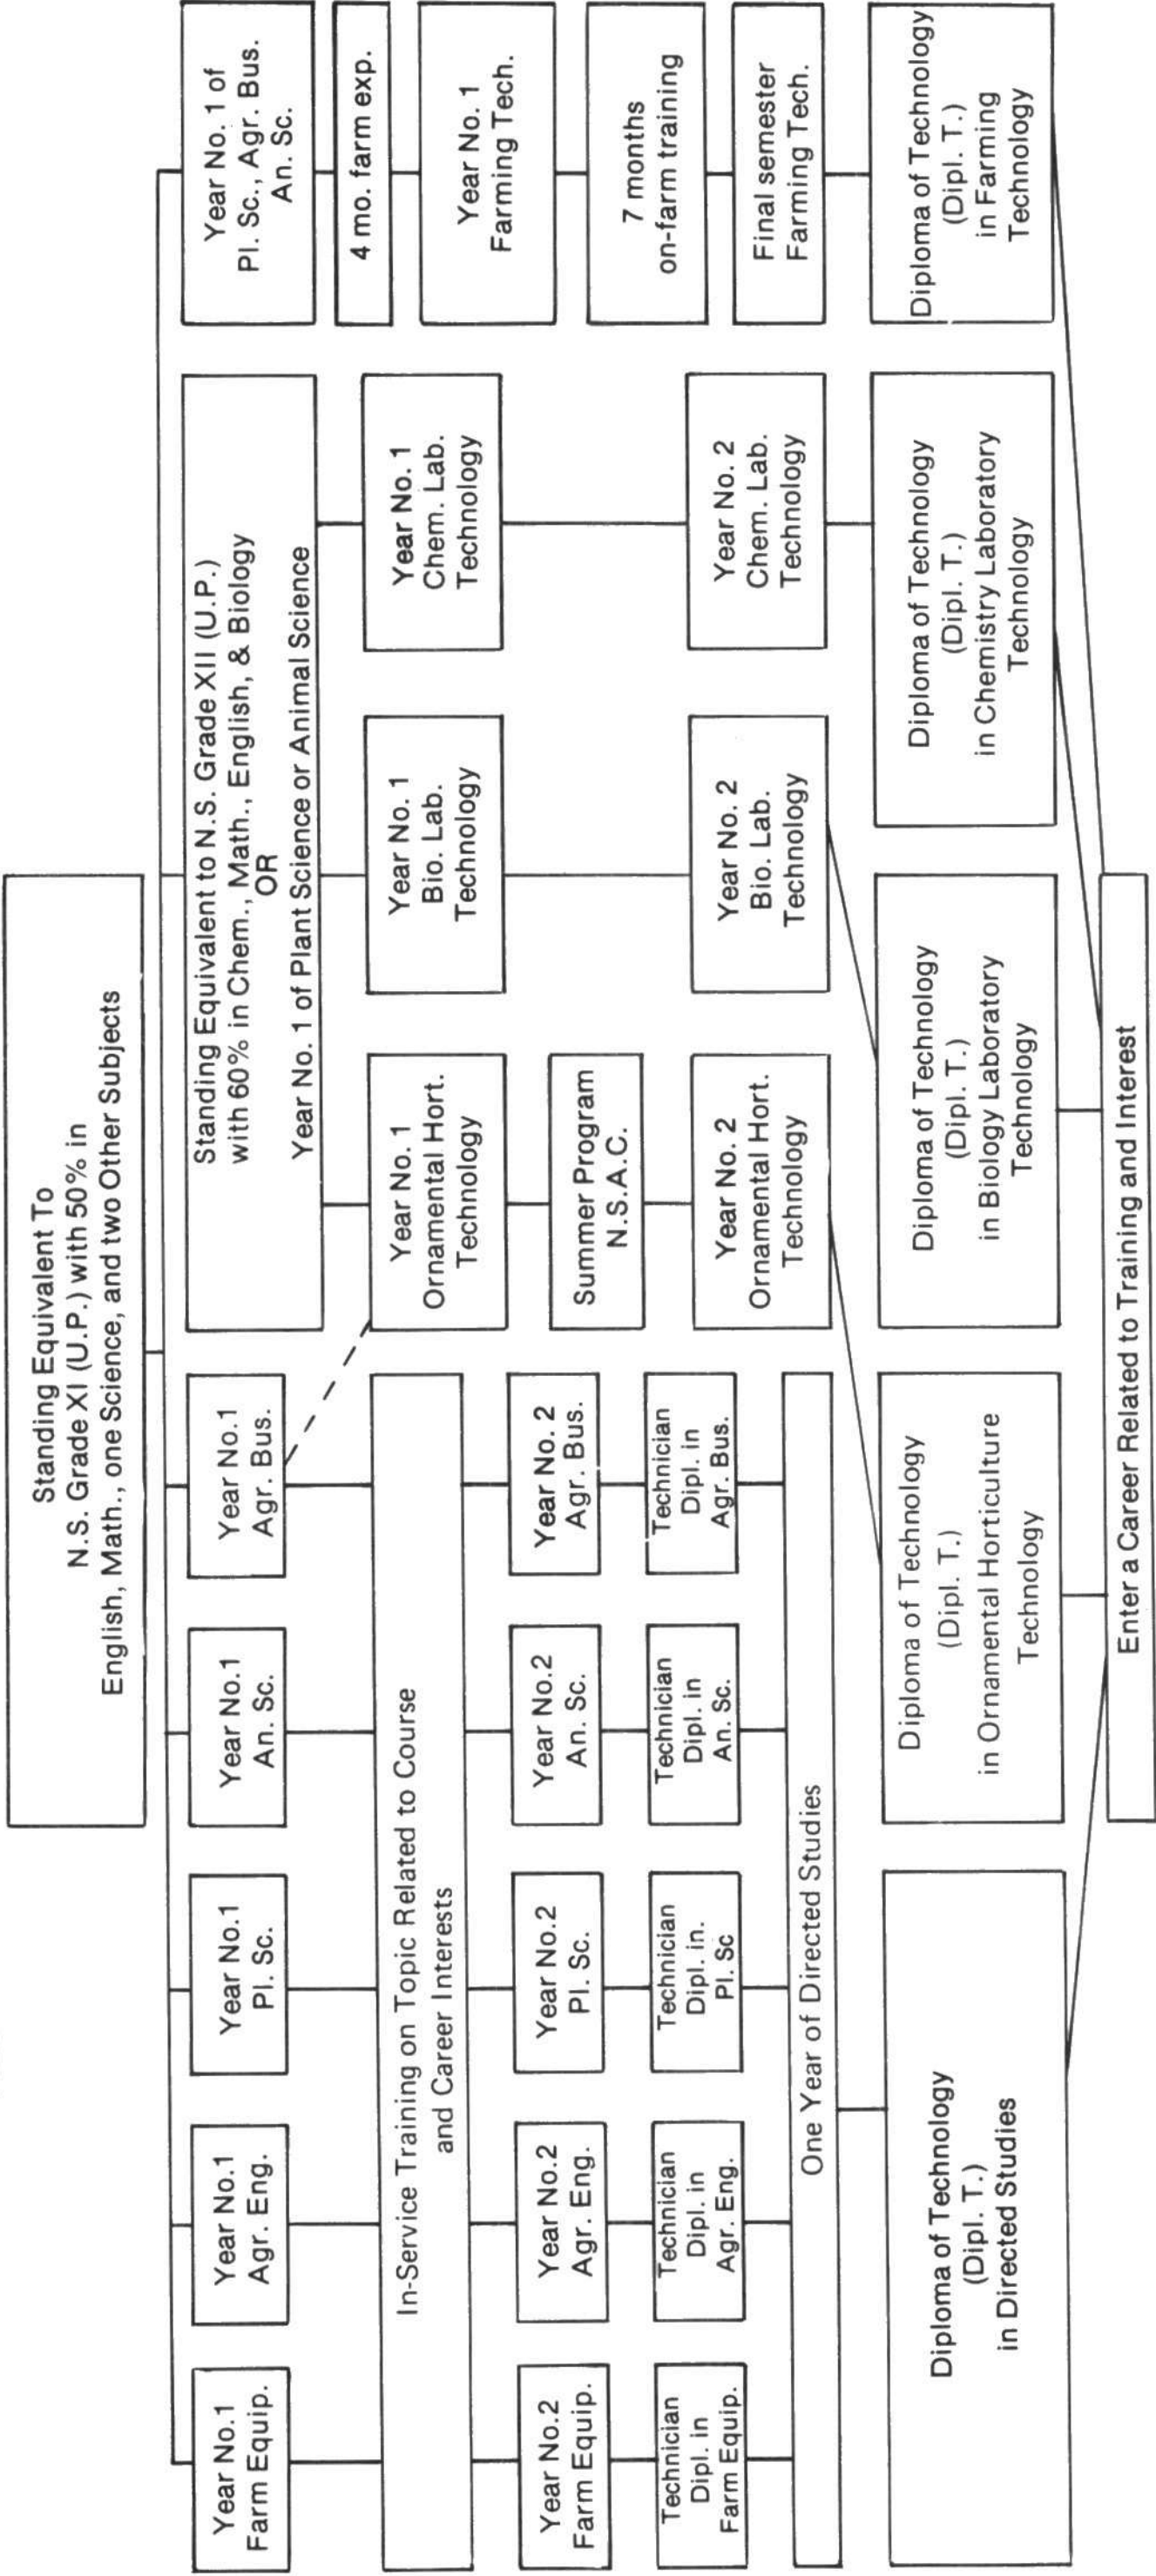 Standing Equivalent To
N.S. Grade XI (U.P.) with 50% in
English, Math., one Science, and two Other Subjects
Year No.1
Farm Equip.
Year No.1
Agr. Eng.
Year No.1
Pl. Sc.
Year No.1
An. Sc.
Year No.1
Agr. Bus.
Standing Equivalent to N.S. Grade XII (U.P.)
with 60% in Chem., Math., English, & Biology
OR
Year No. 1 of Plant Science or Animal Science
Year No. 1 of
Pl. Sc., Agr. Bus.
An. Sc.
4 mo. farm exp.
In-Service Training on Topic Related to Course
and Career Interests
Year No. 1
Ornamental Hort.
Technology
Year No. 1
Bio. Lab.
Technology
Year No. 1
Chem. Lab.
Technology
Year No. 1
Farming Tech.
Summer Program
N.S.A.C.
7 months
on-farm training
Year No.2
Farm Equip.
Year No.2
Agr. Eng.
Year No.2
Pl. Sc.
Year No.2
An. Sc.
Year No. 2
Agr. Bus.
Year No. 2
Ornamental Hort.
Technology
Year No. 2
Bio. Lab.
Technology
Year No. 2
Chem. Lab.
Technology
Final semester
Farming Tech.
Technician
Dipl. in
Farm Equip.
Technician
Dipl. in
Agr. Eng.
Technician
Dipl. in.
Pl. Sc
Technician
Dipl. in
An. Sc.
Technician
Dipl. in
Agr. Bus.
One Year of Directed Studies
Diploma of Technology
(Dipl. T.)
in Directed Studies
Diploma of Technology
(Dipl. T.)
in Ornamental Horticulture
Technology
Diploma of Technology
(Dipl. T.)
in Biology Laboratory
Technology
Diploma of Technology
(Dipl. T.)
in Chemistry Laboratory
Technology
Diploma of Technology
(Dipl. T.)
in Farming
Technology
Enter a Career Related to Training and Interest